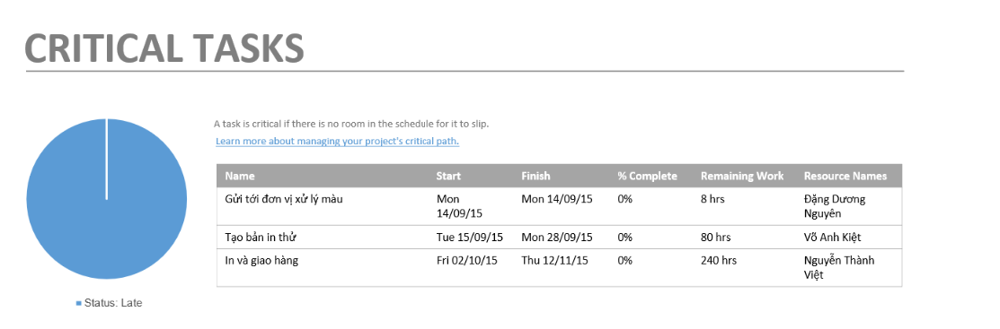 CRITICAL TASKS
A task is critical if there is no room in the schedule for it to slip.
Learn more about managing your project's critical path.
Name Start Finish % Complete Remaining Work Resource Names
Gửi tới đơn vị xử lý màu Mon 14/09/15 Mon 14/09/15 0% 8 hrs Đặng Dương Nguyên
Tạo bản in thử Tue 15/09/15 Mon 28/09/15 0% 80 hrs Võ Anh Kiệt
In và giao hàng Fri 02/10/15 Thu 12/11/15 0% 240 hrs Nguyễn Thành Việt
Status: Late